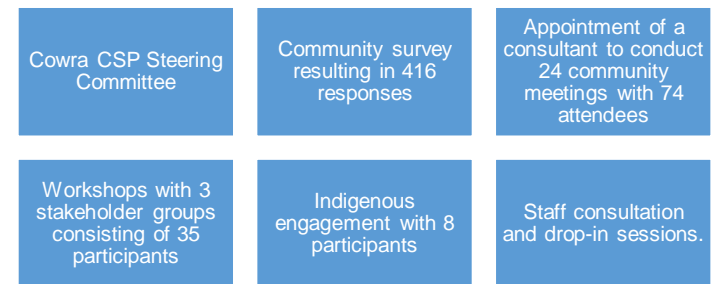 Cowra CSP Steering
Committee
Community survey
resulting in 416
responses
Appointment of a
consultant to conduct
24 community
meetings with 74
attendees
Workshops with 3
stakeholder groups
consisting of 35
participants
Indigenous
engagement with 8
participants
Staff consultation
and drop-in sessions.